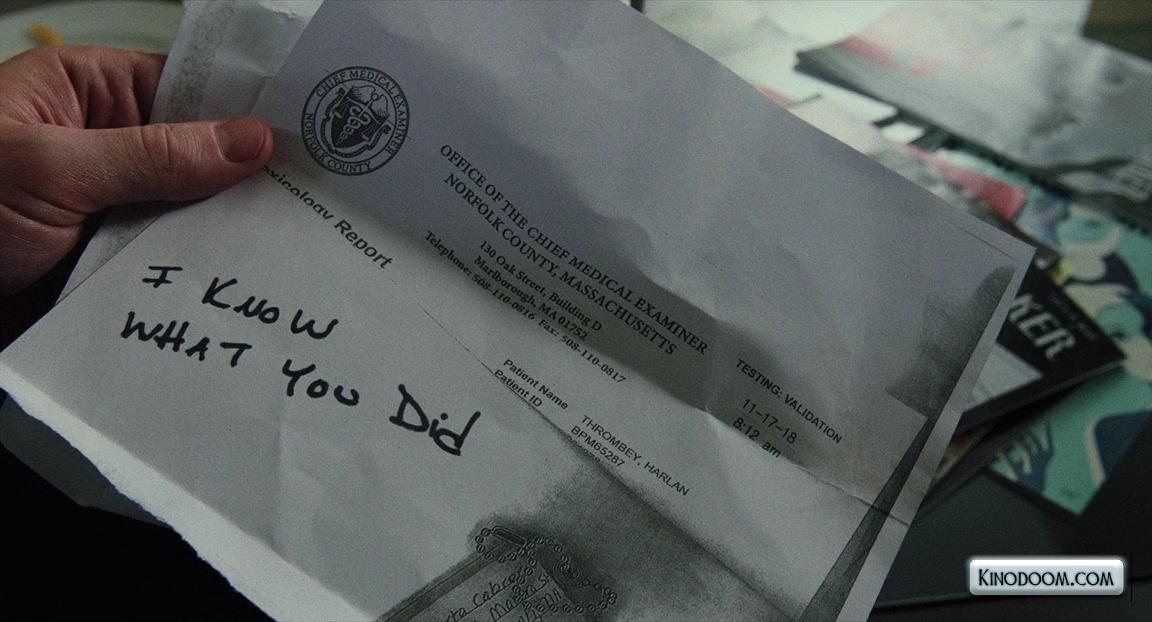 CHIEF MEDICAL EXAMINER
NORFOLK COUNTY
OFFICE OF THE CHIEF MEDICAL EXAMINER
NORFOLK COUNTY, MASSACHUSETTS
130 Oak Street, Building D
Marlborough, MA 01752
Telephone: 508-110-0816 Fax: 508-110-0817
Report
I KNOW
WHAT YOU Did
TESTING: VALIDATION
11-17-18
8:12 am
Patient Name THROMBEY, HARLAN
Patient ID BPM65287
KINODOOM.COM